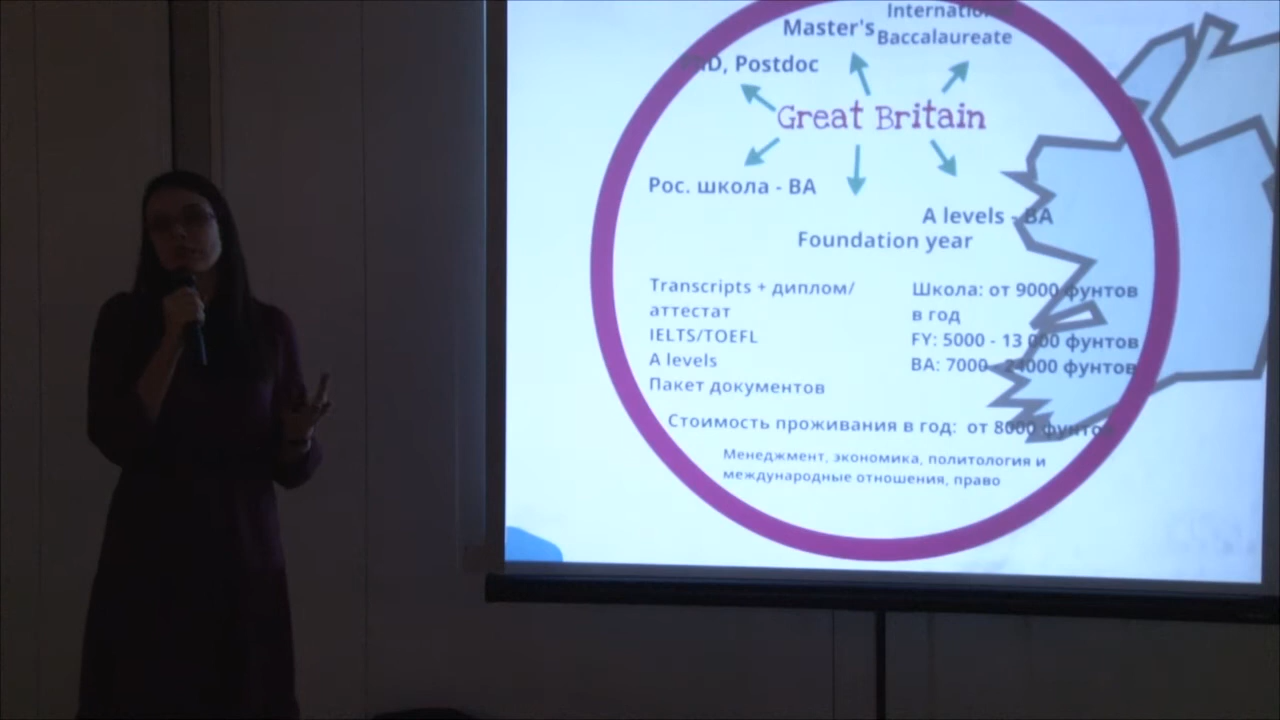 International
Master's
Baccalaureate
PhD, Postdoc
Great Britain
Рос. школа - BA
A levels - BA
Foundation year
Transcripts + диплом/
аттестат
IELTS/TOEFL
A levels
Пакет документов
Школа: от 9000 фунтов
в год
FY: 5000 - 13 000 фунтов
BA: 7000 - 24000 фунтов
Стоимость проживания в год: от 8000 фунтов
Менеджмент, экономика, политология и
международные отношения, право